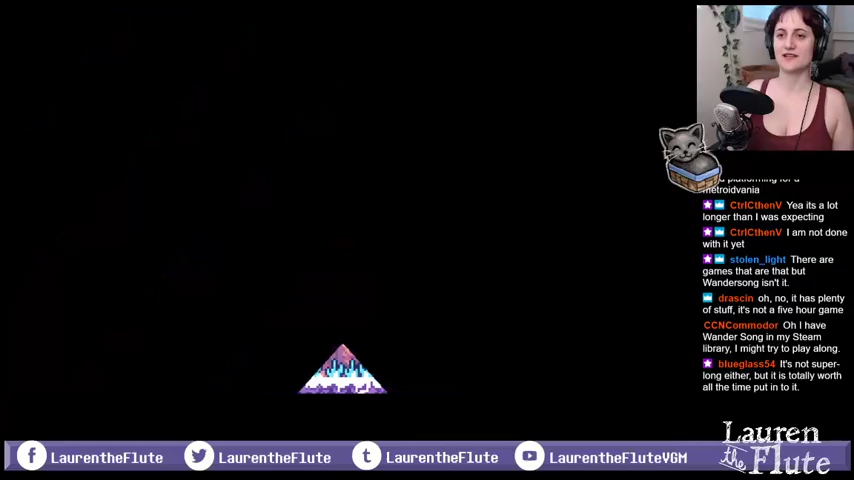 metroidvania
CtrlCthenV Yea its a lot
longer than I was expecting
CtrlCthenV I am not done
with it yet
stolen_light There are
games that are that but
Wandersong isn't it.
drascin oh, no, it has plenty
of stuff, it's not a five hour game
CCNCommodor Oh I have
Wander Song in my Steam
library, I might try to play along.
blueglass54 It's not super-
long either, but it is totally worth
all the time put in to it.
LaurentheFlute
LaurentheFlute
LaurentheFlute
LaurentheFluteVGM
Lauren
the Flute